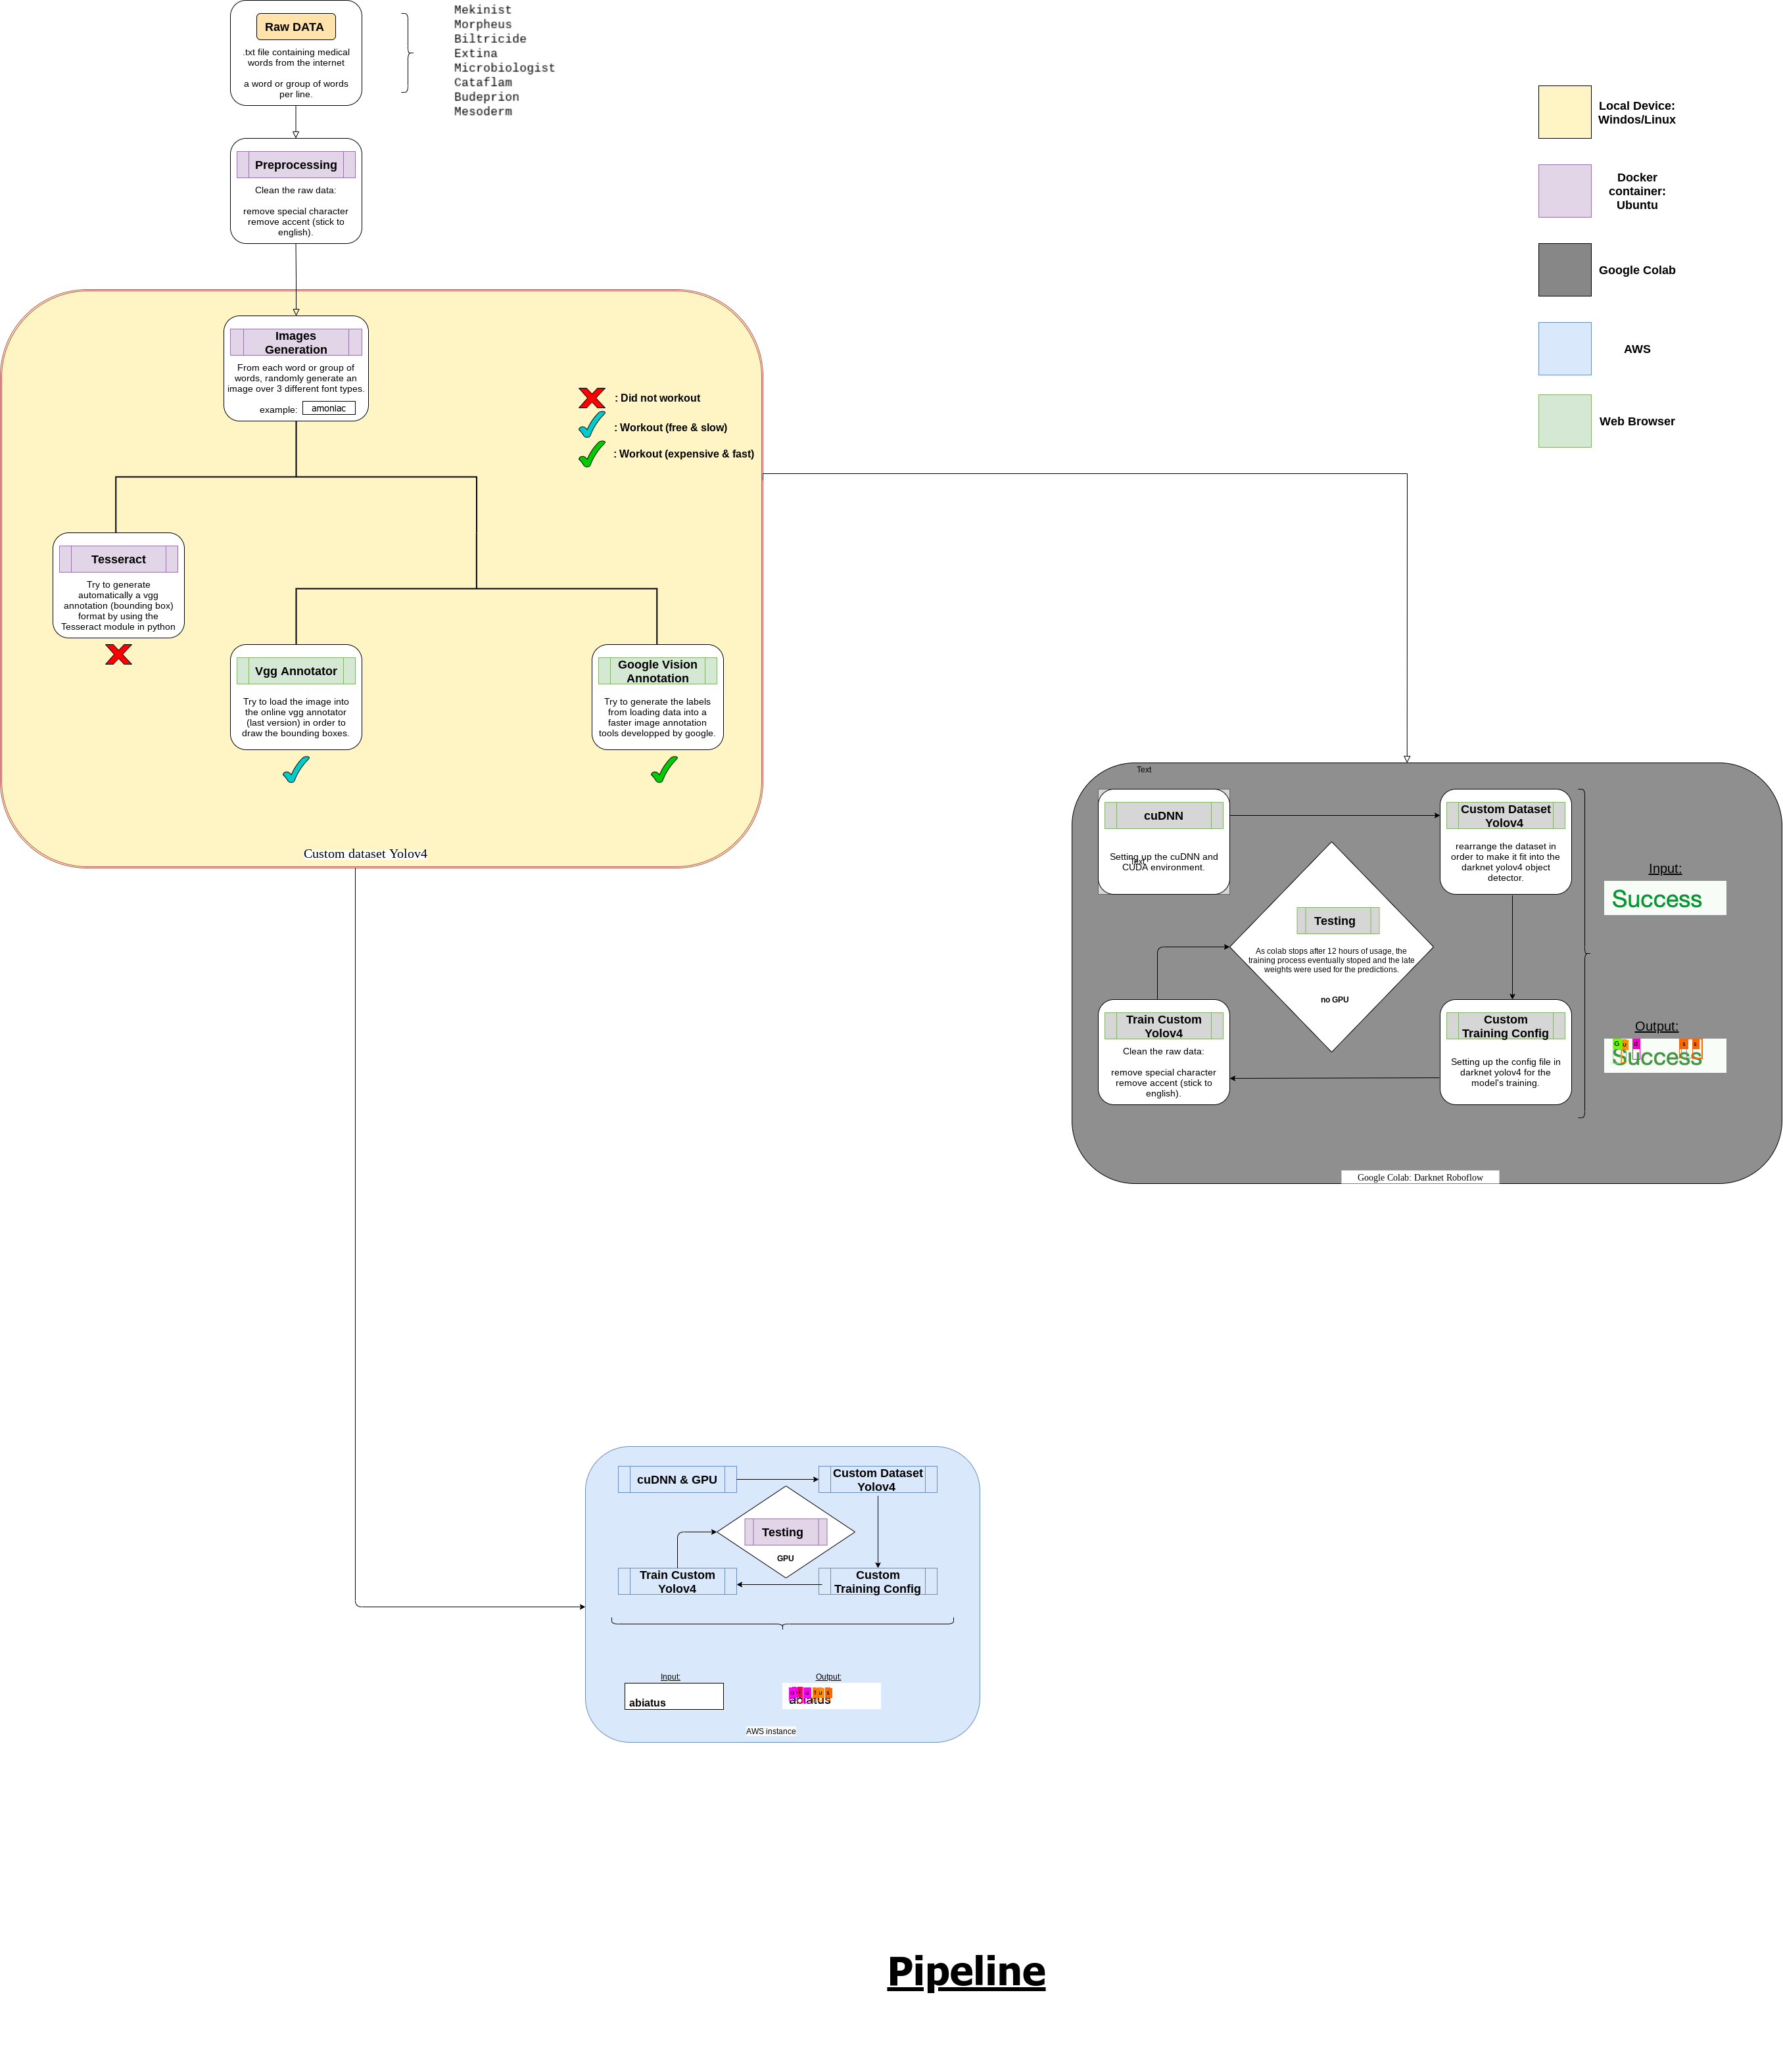 Raw DATA
.txt file containing medical
words from the internet
a word or group of words
per line.
Mekinist
Morpheus
Biltricide
Extina
Microbiologist
Cataflam
Budeprion
Mesoderm
Local Device:
Windos/Linux
Docker
container:
Ubuntu
Google Colab
AWS
Web Browser
Preprocessing
Clean the raw data:
remove special character
remove accent (stick to
english).
Images
Generation
From each word or group of
words, randomly generate an
image over 3 different font types.
example:
amoniac
: Did not workout
: Workout (free & slow)
: Workout (expensive & fast)
Tesseract
Try to generate
automatically a vgg
annotation (bounding box)
format by using the
Tesseract module in python
Vgg Annotator
Try to load the image into
the online vgg annotator
(last version) in order to
draw the bounding boxes.
Google Vision
Annotation
Try to generate the labels
from loading data into a
faster image annotation
tools developped by google.
Custom dataset Yolov4
Text
cuDNN
Setting up the cuDNN and
CUDA environment.
Text
Custom Dataset
Yolov4
rearrange the dataset in
order to make it fit into the
darknet yolov4 object
detector.
Testing
As colab stops after 12 hours of usage, the
training process eventually stoped and the late
weights were used for the predictions.
no GPU
Train Custom
Yolov4
Clean the raw data:
remove special character
remove accent (stick to
english).
Custom
Training Config
Setting up the config file in
darknet yolov4 for the
model's training.
Input:
Success
Output:
G u d s s
Success
Google Colab: Darknet Roboflow
cuDNN & GPU
Custom Dataset
Yolov4
Testing
GPU
Train Custom
Yolov4
Custom
Training Config
Input:
abiatus
Output:
abiatus
AWS instance
Pipeline